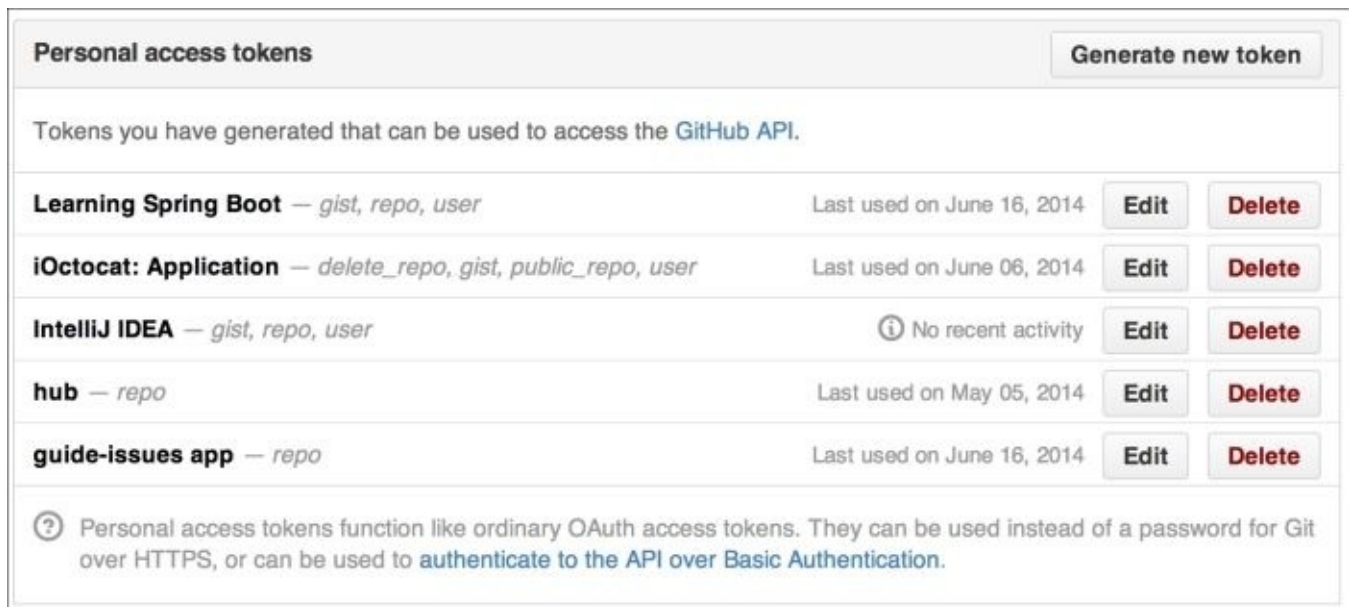 Personal access tokens Generate new token
Tokens you have generated that can be used to access the GitHub API.
Learning Spring Boot — gist, repo, user Last used on June 16, 2014 Edit Delete
iOctocat: Application — delete_repo, gist, public_repo, user Last used on June 06, 2014 Edit Delete
IntelliJ IDEA — gist, repo, user No recent activity Edit Delete
hub — repo Last used on May 05, 2014 Edit Delete
guide-issues app — repo Last used on June 16, 2014 Edit Delete
Personal access tokens function like ordinary OAuth access tokens. They can be used instead of a password for Git
over HTTPS, or can be used to authenticate to the API over Basic Authentication.